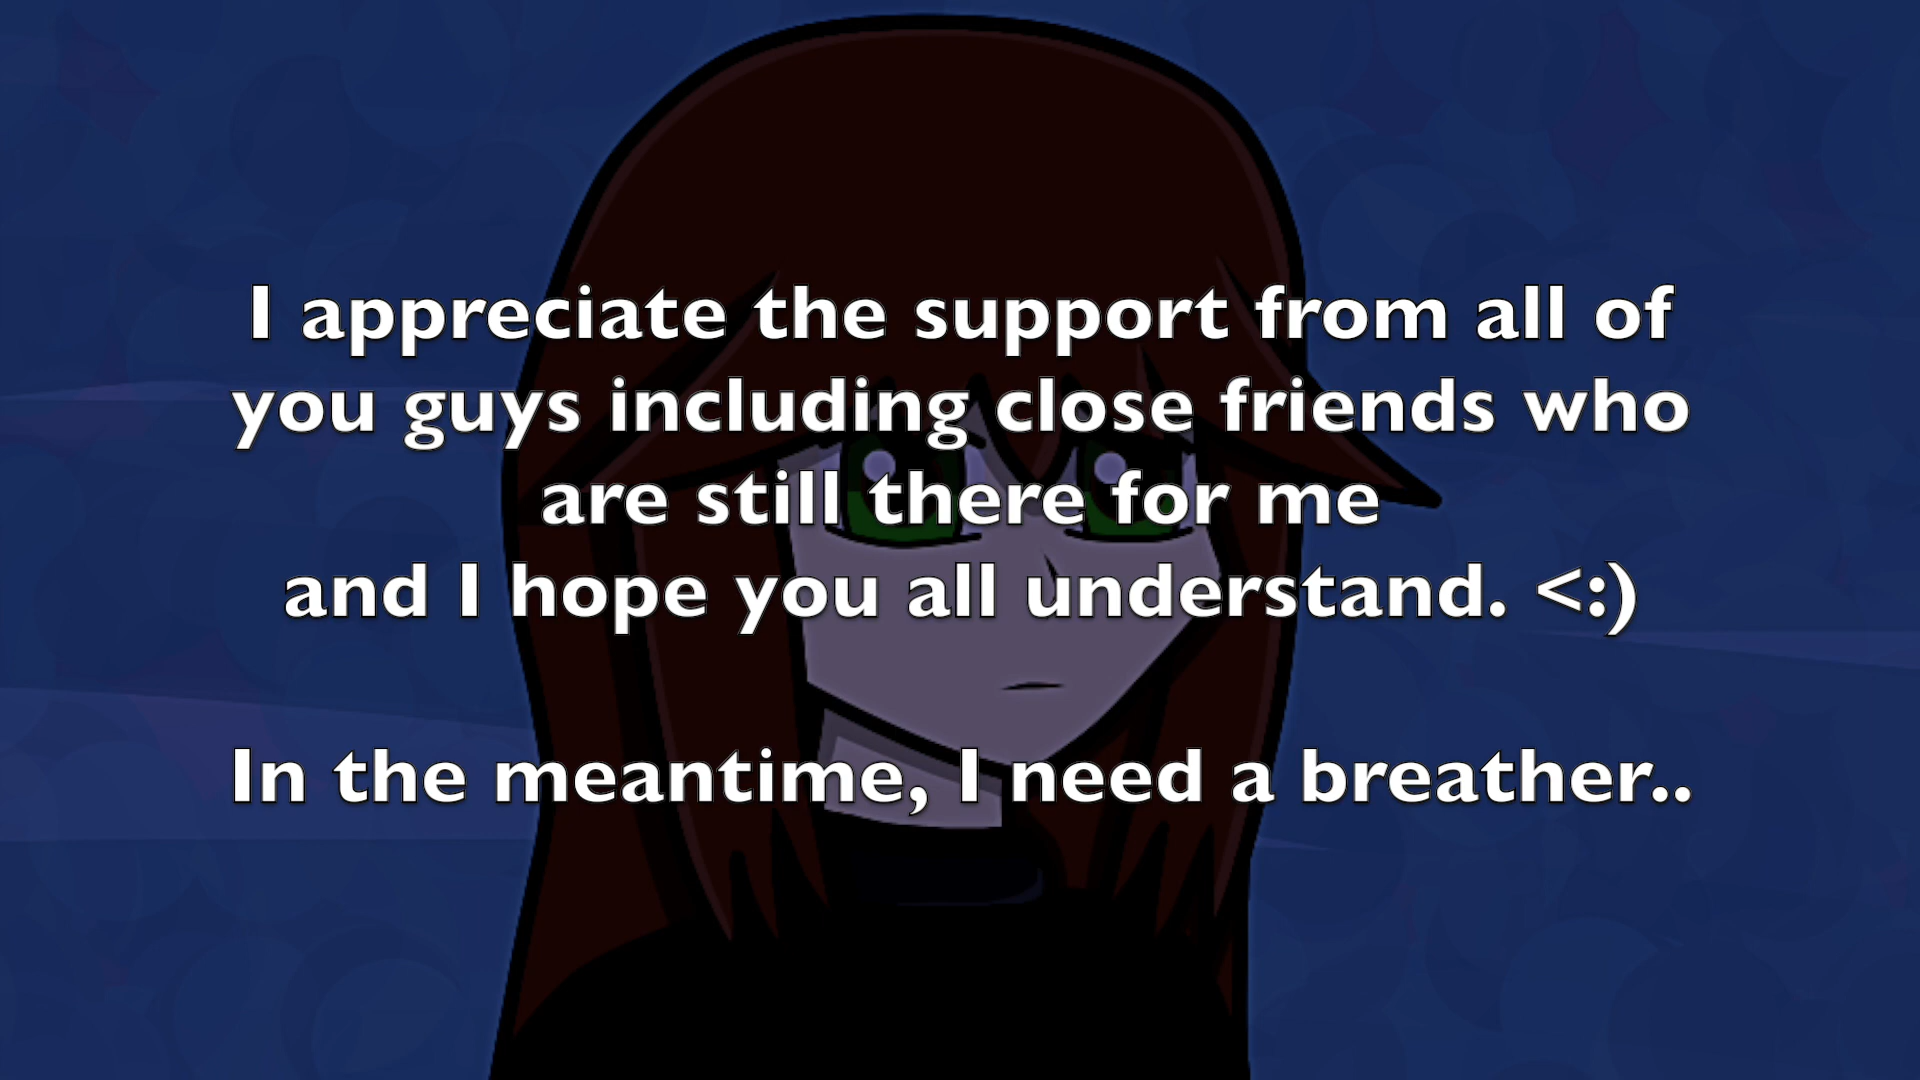 I appreciate the support from all of
you guys including close friends who
are still there for me
and I hope you all understand. <:)
In the meantime, I need a breather..